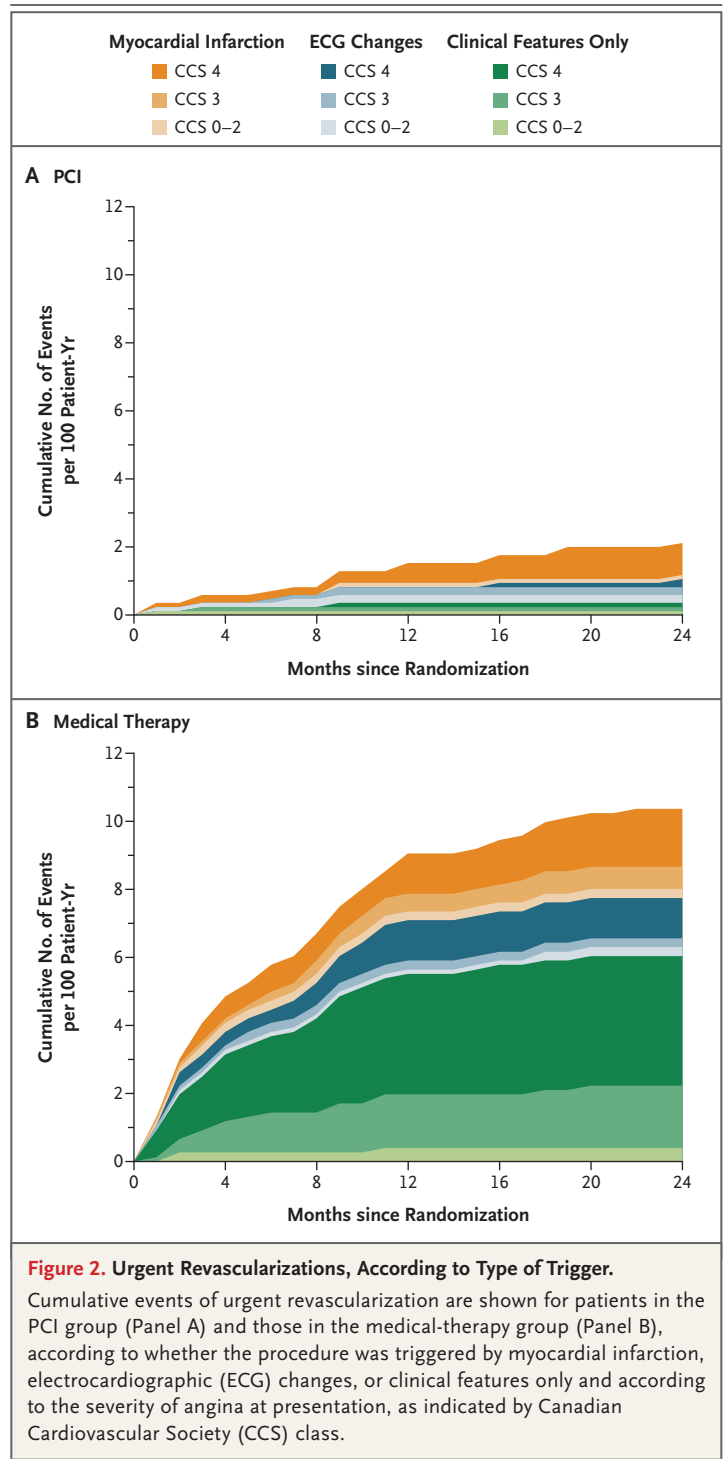 Myocardial Infarction ECG Changes Clinical Features Only
CCS 4 CCS 4 CCS 4
CCS 3 CCS 3 CCS 3
CCS 0–2 CCS 0–2 CCS 0–2
A PCI
Cumulative No. of Events
per 100 Patient-Yr
12
10
8
6
4
2
0
0 4 8 12 16 20 24
Months since Randomization
B Medical Therapy
Cumulative No. of Events
per 100 Patient-Yr
12
10
8
6
4
2
0
0 4 8 12 16 20 24
Months since Randomization
Figure 2. Urgent Revascularizations, According to Type of Trigger.
Cumulative events of urgent revascularization are shown for patients in the
PCI group (Panel A) and those in the medical-therapy group (Panel B),
according to whether the procedure was triggered by myocardial infarction,
electrocardiographic (ECG) changes, or clinical features only and according
to the severity of angina at presentation, as indicated by Canadian
Cardiovascular Society (CCS) class.